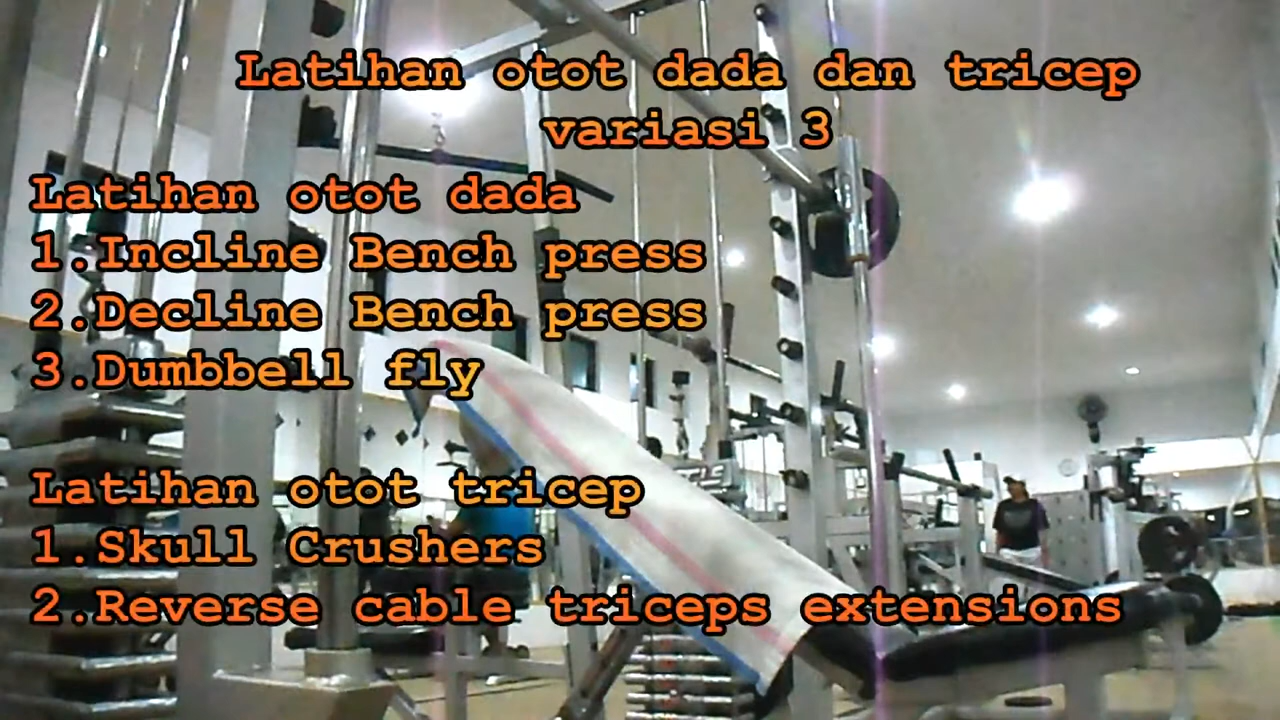 Latihan otot dada dan tricep
variasi 3
Latihan otot dada
1.Incline Bench press
2.Decline Bench press
3.Dumbbell fly
Latihan otot tricep
1.Skull Crushers
2.Reverse cable triceps extensions